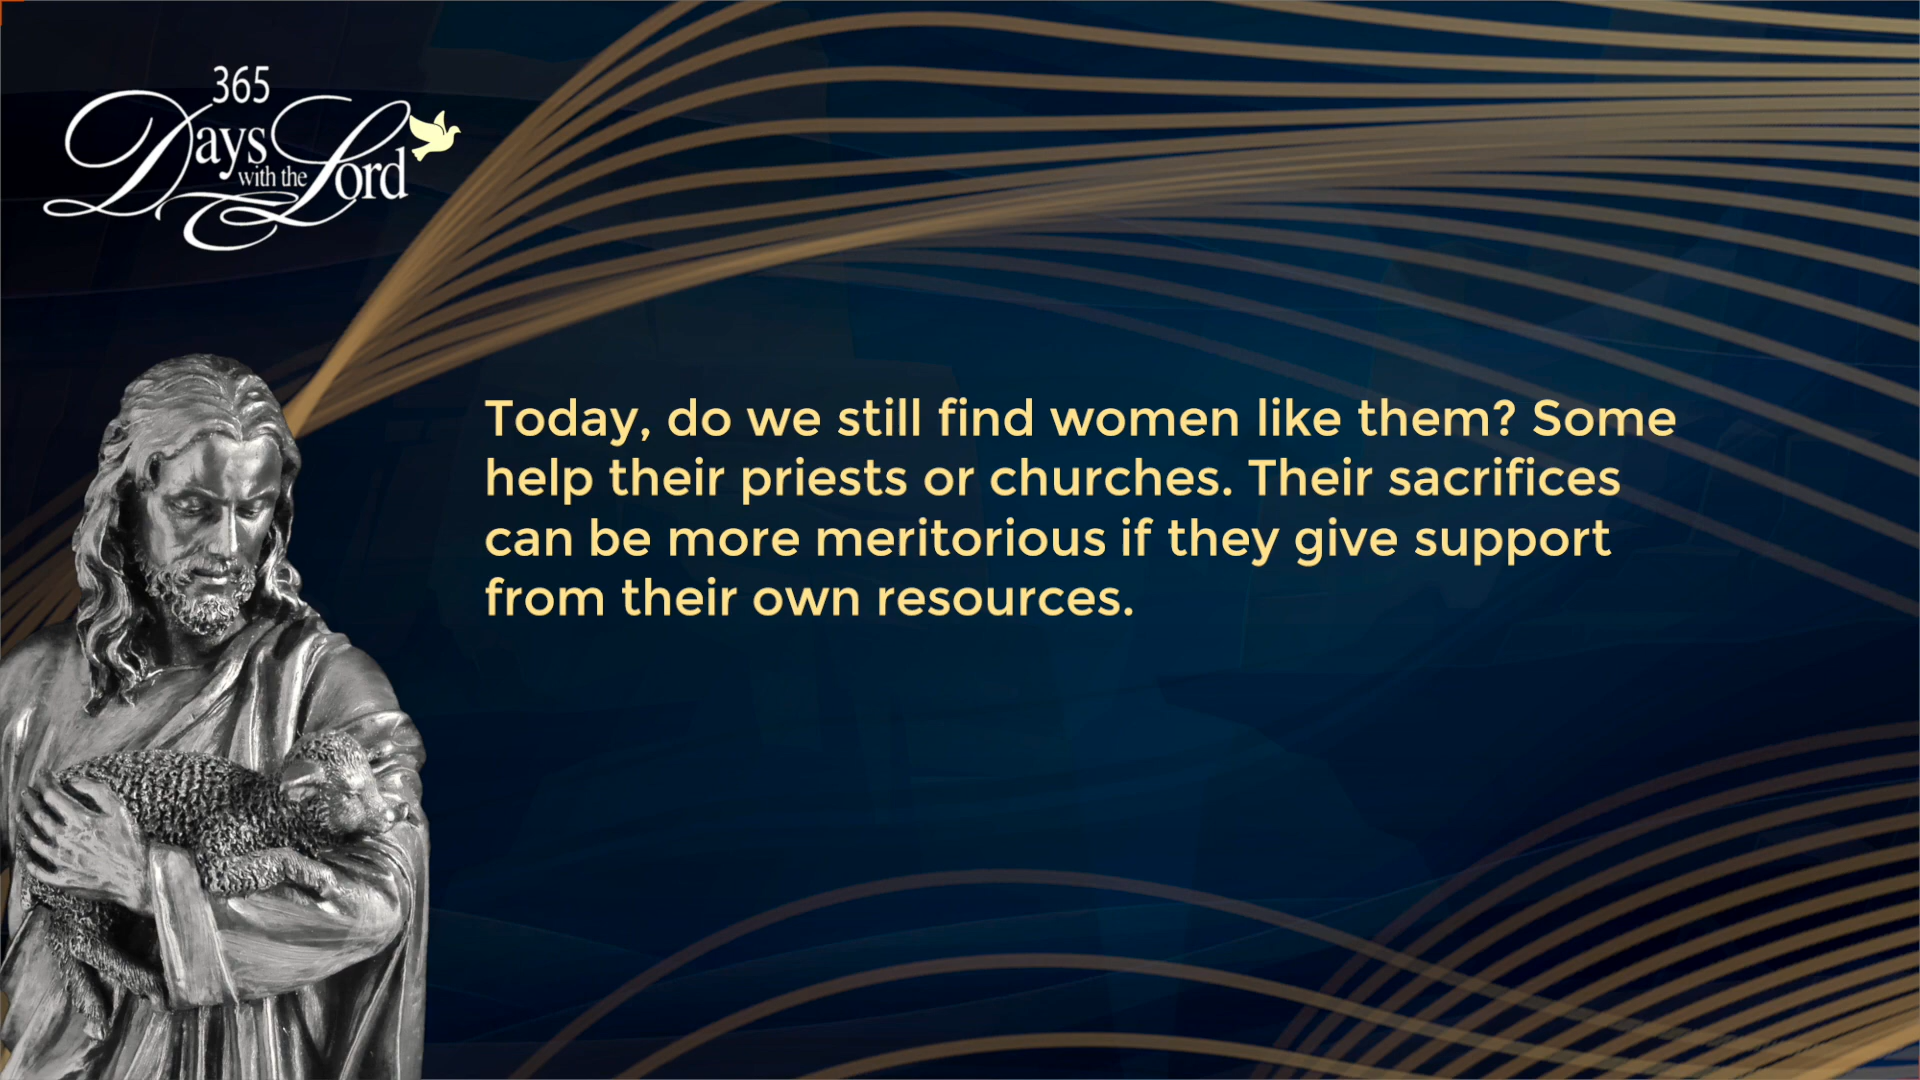 365
Days with the Lord
Today, do we still find women like them? Some
help their priests or churches. Their sacrifices
can be more meritorious if they give support
from their own resources.